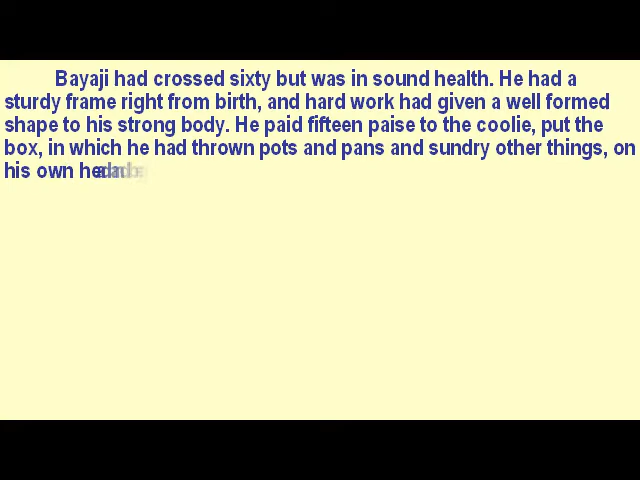 Bayaji had crossed sixty but was in sound health. He had a
sturdy frame right from birth, and hard work had given a well formed
shape to his strong body. He paid fifteen paise to the coolie, put the
box, in which he had thrown pots and pans and sundry other things, on
his own